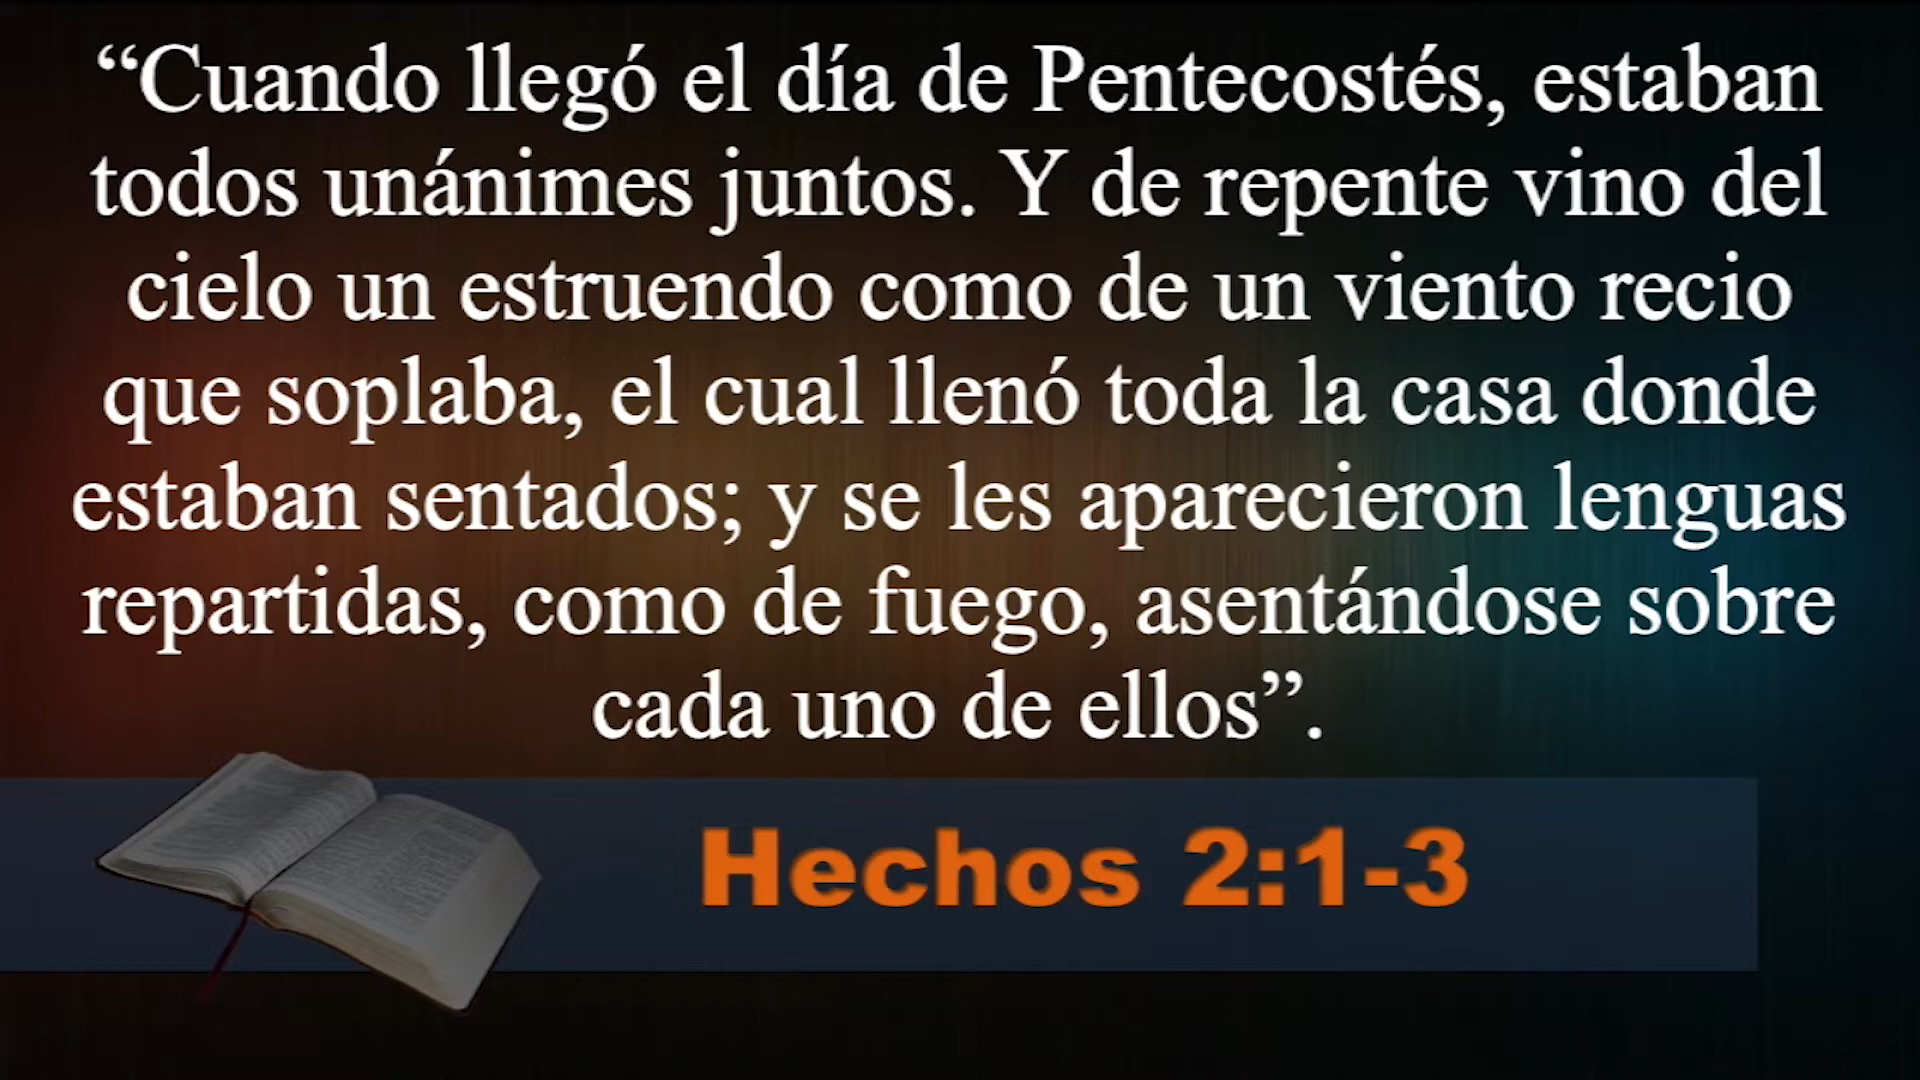 “Cuando llegó el día de Pentecostés, estaban
todos unánimes juntos. Y de repente vino del
cielo un estruendo como de un viento recio
que soplaba, el cual llenó toda la casa donde
estaban sentados; y se les aparecieron lenguas
repartidas, como de fuego, asentándose sobre
cada uno de ellos”.
Hechos 2:1-3